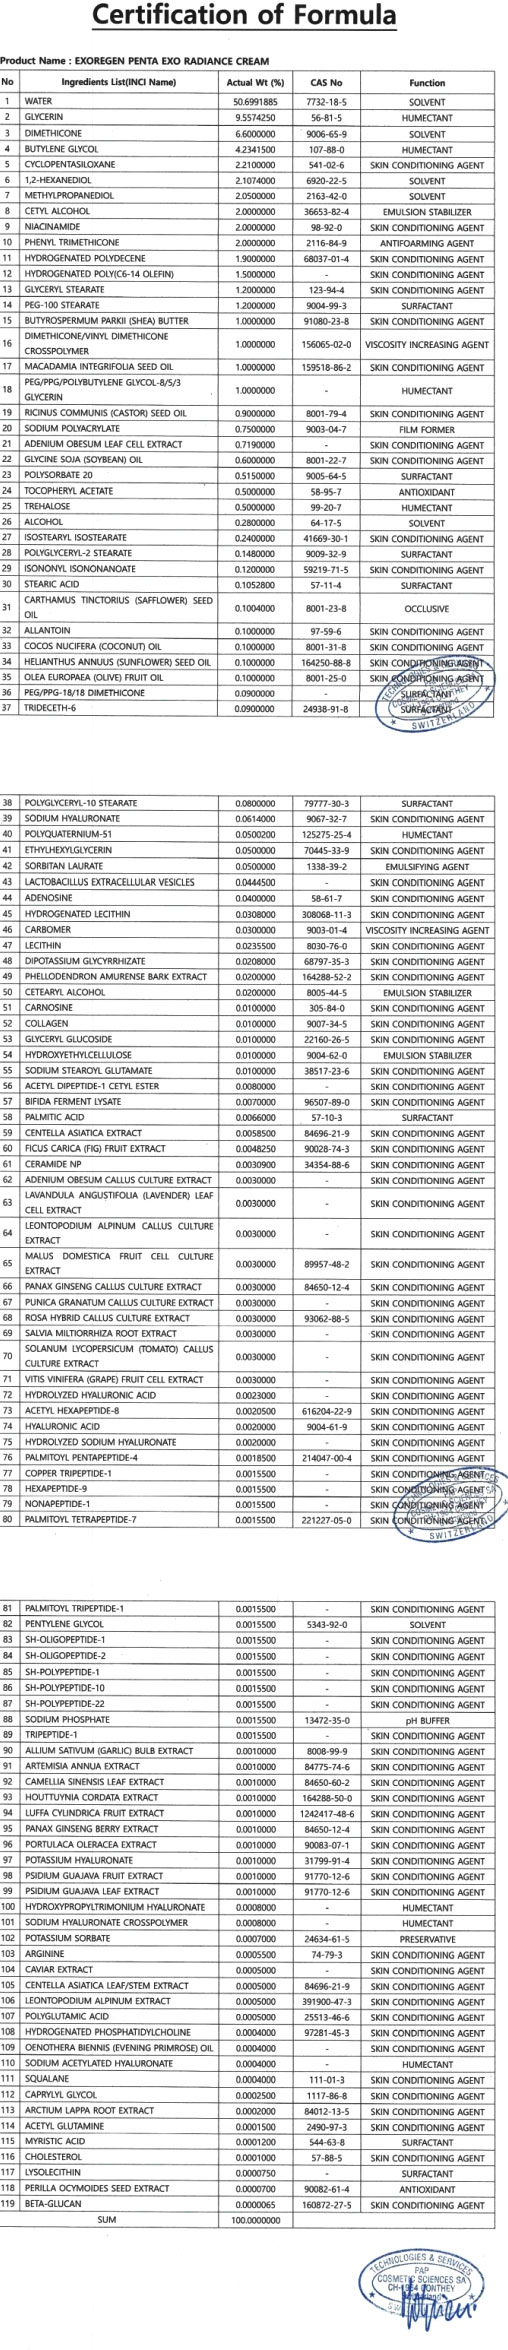 Certification of Formula
Product Name : EXOREGEN PENTA EXO RADIANCE CREAM
No Ingredients List(INCI Name) Actual Wt (%) CAS No Function
1 WATER 50.6991885 7732-18-5 SOLVENT
2 GLYCERIN 9.5574250 56-81-5 HUMECTANT
3 DIMETHICONE 6.6000000 9006-65-9 SOLVENT
4 BUTYLENE GLYCOL 4.2341500 107-88-0 HUMECTANT
5 CYCLOPENTASILOXANE 2.2100000 541-02-6 SKIN CONDITIONING AGENT
6 1,2-HEXANEDIOL 2.1074000 6920-22-5 SOLVENT
7 METHYLPROPANEDIOL 2.0500000 2163-42-0 SOLVENT
8 CETYL ALCOHOL 2.0000000 36653-82-4 EMULSION STABILIZER
9 NIACINAMIDE 2.0000000 98-92-0 SKIN CONDITIONING AGENT
10 PHENYL TRIMETHICONE 2.0000000 2116-84-9 ANTIFOARMING AGENT
11 HYDROGENATED POLYDECENE 1.9000000 68037-01-4 SKIN CONDITIONING AGENT
12 HYDROGENATED POLY(C6-14 OLEFIN) 1.5000000 - SKIN CONDITIONING AGENT
13 GLYCERYL STEARATE 1.2000000 123-94-4 SKIN CONDITIONING AGENT
14 PEG-100 STEARATE 1.2000000 9004-99-3 SURFACTANT
15 BUTYROSPERMUM PARKII (SHEA) BUTTER 1.0000000 91080-23-8 SKIN CONDITIONING AGENT
16 DIMETHICONE/VINYL DIMETHICONE
CROSSPOLYMER 1.0000000 156065-02-0 VISCOSITY INCREASING AGENT
17 MACADAMIA INTEGRIFOLIA SEED OIL 1.0000000 159518-86-2 SKIN CONDITIONING AGENT
18 PEG/PPG/POLYBUTYLENE GLYCOL-8/5/3
GLYCERIN 1.0000000 - HUMECTANT
19 RICINUS COMMUNIS (CASTOR) SEED OIL 0.9000000 8001-79-4 SKIN CONDITIONING AGENT
20 SODIUM POLYACRYLATE 0.7500000 9003-04-7 FILM FORMER
21 ADENIUM OBESUM LEAF CELL EXTRACT 0.7190000 - SKIN CONDITIONING AGENT
22 GLYCINE SOJA (SOYBEAN) OIL 0.6000000 8001-22-7 SKIN CONDITIONING AGENT
23 POLYSORBATE 20 0.5150000 9005-64-5 SURFACTANT
24 TOCOPHERYL ACETATE 0.5000000 58-95-7 ANTIOXIDANT
25 TREHALOSE 0.5000000 99-20-7 HUMECTANT
26 ALCOHOL 0.2800000 64-17-5 SOLVENT
27 ISOSTEARYL ISOSTEARATE 0.2400000 41669-30-1 SKIN CONDITIONING AGENT
28 POLYGLYCERYL-2 STEARATE 0.1480000 9009-32-9 SURFACTANT
29 ISONONYL ISONONANOATE 0.1200000 59219-71-5 SKIN CONDITIONING AGENT
30 STEARIC ACID 0.1052800 57-11-4 SURFACTANT
31 CARTHAMUS TINCTORIUS (SAFFLOWER) SEED
OIL 0.1004000 8001-23-8 OCCLUSIVE
32 ALLANTOIN 0.1000000 97-59-6 SKIN CONDITIONING AGENT
33 COCOS NUCIFERA (COCONUT) OIL 0.1000000 8001-31-8 SKIN CONDITIONING AGENT
34 HELIANTHUS ANNUUS (SUNFLOWER) SEED OIL 0.1000000 164250-88-8 SKIN CONDITIONING AGENT
35 OLEA EUROPAEA (OLIVE) FRUIT OIL 0.1000000 8001-25-0 SKIN CONDITIONING AGENT
36 PEG/PPG-18/18 DIMETHICONE 0.0900000 - SURFACTANT
37 TRIDECETH-6 0.0900000 24938-91-8 SURFACTANT
SWITZERLAND
38 POLYGLYCERYL-10 STEARATE 0.0800000 79777-30-3 SURFACTANT
39 SODIUM HYALURONATE 0.0614000 9067-32-7 SKIN CONDITIONING AGENT
40 POLYQUATERNIUM-51 0.0500200 125275-25-4 HUMECTANT
41 ETHYLHEXYLGLYCERIN 0.0500000 70445-33-9 SKIN CONDITIONING AGENT
42 SORBITAN LAURATE 0.0500000 1338-39-2 EMULSIFYING AGENT
43 LACTOBACILLUS EXTRACELLULAR VESICLES 0.0444500 - SKIN CONDITIONING AGENT
44 ADENOSINE 0.0400000 58-61-7 SKIN CONDITIONING AGENT
45 HYDROGENATED LECITHIN 0.0308000 308068-11-3 SKIN CONDITIONING AGENT
46 CARBOMER 0.0300000 9003-01-4 VISCOSITY INCREASING AGENT
47 LECITHIN 0.0235500 8030-76-0 SKIN CONDITIONING AGENT
48 DIPOTASSIUM GLYCYRRHIZATE 0.0208000 68797-35-3 SKIN CONDITIONING AGENT
49 PHELLODENDRON AMURENSE BARK EXTRACT 0.0200000 164288-52-2 SKIN CONDITIONING AGENT
50 CETEARYL ALCOHOL 0.0200000 8005-44-5 EMULSION STABILIZER
51 CARNOSINE 0.0100000 305-84-0 SKIN CONDITIONING AGENT
52 COLLAGEN 0.0100000 9007-34-5 SKIN CONDITIONING AGENT
53 GLYCERYL GLUCOSIDE 0.0100000 22160-26-5 SKIN CONDITIONING AGENT
54 HYDROXYETHYLCELLULOSE 0.0100000 9004-62-0 EMULSION STABILIZER
55 SODIUM STEAROYL GLUTAMATE 0.0100000 38517-23-6 SKIN CONDITIONING AGENT
56 ACETYL DIPEPTIDE-1 CETYL ESTER 0.0080000 - SKIN CONDITIONING AGENT
57 BIFIDA FERMENT LYSATE 0.0070000 96507-89-0 SKIN CONDITIONING AGENT
58 PALMITIC ACID 0.0066000 57-10-3 SURFACTANT
59 CENTELLA ASIATICA EXTRACT 0.0058500 84696-21-9 SKIN CONDITIONING AGENT
60 FICUS CARICA (FIG) FRUIT EXTRACT 0.0048250 90028-74-3 SKIN CONDITIONING AGENT
61 CERAMIDE NP 0.0030900 34354-88-6 SKIN CONDITIONING AGENT
62 ADENIUM OBESUM CALLUS CULTURE EXTRACT 0.0030000 - SKIN CONDITIONING AGENT
63 LAVANDULA ANGUSTIFOLIA (LAVENDER) LEAF
CELL EXTRACT 0.0030000 - SKIN CONDITIONING AGENT
64 LEONTOPODIUM ALPINUM CALLUS CULTURE
EXTRACT 0.0030000 - SKIN CONDITIONING AGENT
65 MALUS DOMESTICA FRUIT CELL CULTURE
EXTRACT 0.0030000 89957-48-2 SKIN CONDITIONING AGENT
66 PANAX GINSENG CALLUS CULTURE EXTRACT 0.0030000 84650-12-4 SKIN CONDITIONING AGENT
67 PUNICA GRANATUM CALLUS CULTURE EXTRACT 0.0030000 - SKIN CONDITIONING AGENT
68 ROSA HYBRID CALLUS CULTURE EXTRACT 0.0030000 93062-88-5 SKIN CONDITIONING AGENT
69 SALVIA MILTIORRHIZA ROOT EXTRACT 0.0030000 - SKIN CONDITIONING AGENT
70 SOLANUM LYCOPERSICUM (TOMATO) CALLUS
CULTURE EXTRACT 0.0030000 - SKIN CONDITIONING AGENT
71 VITIS VINIFERA (GRAPE) FRUIT CELL EXTRACT 0.0030000 - SKIN CONDITIONING AGENT
72 HYDROLYZED HYALURONIC ACID 0.0023000 - SKIN CONDITIONING AGENT
73 ACETYL HEXAPEPTIDE-8 0.0020500 616204-22-9 SKIN CONDITIONING AGENT
74 HYALURONIC ACID 0.0020000 9004-61-9 SKIN CONDITIONING AGENT
75 HYDROLYZED SODIUM HYALURONATE 0.0020000 - SKIN CONDITIONING AGENT
76 PALMITOYL PENTAPEPTIDE-4 0.0018500 214047-00-4 SKIN CONDITIONING AGENT
77 COPPER TRIPEPTIDE-1 0.0015500 - SKIN CONDITIONING AGENT
78 HEXAPEPTIDE-9 0.0015500 - SKIN CONDITIONING AGENT
79 NONAPEPTIDE-1 0.0015500 - SKIN CONDITIONING AGENT
80 PALMITOYL TETRAPEPTIDE-7 0.0015500 221227-05-0 SKIN CONDITIONING AGENT
SWITZERLAND
81 PALMITOYL TRIPEPTIDE-1 0.0015500 - SKIN CONDITIONING AGENT
82 PENTYLENE GLYCOL 0.0015500 5343-92-0 SOLVENT
83 SH-OLIGOPEPTIDE-1 0.0015500 - SKIN CONDITIONING AGENT
84 SH-OLIGOPEPTIDE-2 0.0015500 - SKIN CONDITIONING AGENT
85 SH-POLYPEPTIDE-1 0.0015500 - SKIN CONDITIONING AGENT
86 SH-POLYPEPTIDE-10 0.0015500 - SKIN CONDITIONING AGENT
87 SH-POLYPEPTIDE-22 0.0015500 - SKIN CONDITIONING AGENT
88 SODIUM PHOSPHATE 0.0015500 13472-35-0 pH BUFFER
89 TRIPEPTIDE-1 0.0015500 - SKIN CONDITIONING AGENT
90 ALLIUM SATIVUM (GARLIC) BULB EXTRACT 0.0010000 8008-99-9 SKIN CONDITIONING AGENT
91 ARTEMISIA ANNUA EXTRACT 0.0010000 84775-74-6 SKIN CONDITIONING AGENT
92 CAMELLIA SINENSIS LEAF EXTRACT 0.0010000 84650-60-2 SKIN CONDITIONING AGENT
93 HOUTTUYNIA CORDATA EXTRACT 0.0010000 164288-50-0 SKIN CONDITIONING AGENT
94 LUFFA CYLINDRICA FRUIT EXTRACT 0.0010000 1242417-48-6 SKIN CONDITIONING AGENT
95 PANAX GINSENG BERRY EXTRACT 0.0010000 84650-12-4 SKIN CONDITIONING AGENT
96 PORTULACA OLERACEA EXTRACT 0.0010000 90083-07-1 SKIN CONDITIONING AGENT
97 POTASSIUM HYALURONATE 0.0010000 31799-91-4 SKIN CONDITIONING AGENT
98 PSIDIUM GUAJAVA FRUIT EXTRACT 0.0010000 91770-12-6 SKIN CONDITIONING AGENT
99 PSIDIUM GUAJAVA LEAF EXTRACT 0.0010000 91770-12-6 SKIN CONDITIONING AGENT
100 HYDROXYPROPYLTRIMONIUM HYALURONATE 0.0008000 - HUMECTANT
101 SODIUM HYALURONATE CROSSPOLYMER 0.0008000 - HUMECTANT
102 POTASSIUM SORBATE 0.0007000 24634-61-5 PRESERVATIVE
103 ARGININE 0.0005500 74-79-3 SKIN CONDITIONING AGENT
104 CAVIAR EXTRACT 0.0005000 - SKIN CONDITIONING AGENT
105 CENTELLA ASIATICA LEAF/STEM EXTRACT 0.0005000 84696-21-9 SKIN CONDITIONING AGENT
106 LEONTOPODIUM ALPINUM EXTRACT 0.0005000 391900-47-3 SKIN CONDITIONING AGENT
107 POLYGLUTAMIC ACID 0.0005000 25513-46-6 SKIN CONDITIONING AGENT
108 HYDROGENATED PHOSPHATIDYLCHOLINE 0.0004000 97281-45-3 SKIN CONDITIONING AGENT
109 OENOTHERA BIENNIS (EVENING PRIMROSE) OIL 0.0004000 - SKIN CONDITIONING AGENT
110 SODIUM ACETYLATED HYALURONATE 0.0004000 - HUMECTANT
111 SQUALANE 0.0004000 111-01-3 SKIN CONDITIONING AGENT
112 CAPRYLYL GLYCOL 0.0002500 1117-86-8 SKIN CONDITIONING AGENT
113 ARCTIUM LAPPA ROOT EXTRACT 0.0002000 84012-13-5 SKIN CONDITIONING AGENT
114 ACETYL GLUTAMINE 0.0001500 2490-97-3 SKIN CONDITIONING AGENT
115 MYRISTIC ACID 0.0001200 544-63-8 SURFACTANT
116 CHOLESTEROL 0.0001000 57-88-5 SKIN CONDITIONING AGENT
117 LYSOLECITHIN 0.0000750 - SURFACTANT
118 PERILLA OCYMOIDES SEED EXTRACT 0.0000700 90082-61-4 ANTIOXIDANT
119 BETA-GLUCAN 0.0000065 160872-27-5 SKIN CONDITIONING AGENT
SUM 100.0000000
TECHNOLOGIES & SERVICES
PAP
COSMETIC SCIENCES SA
CH-1964 CONTHEY